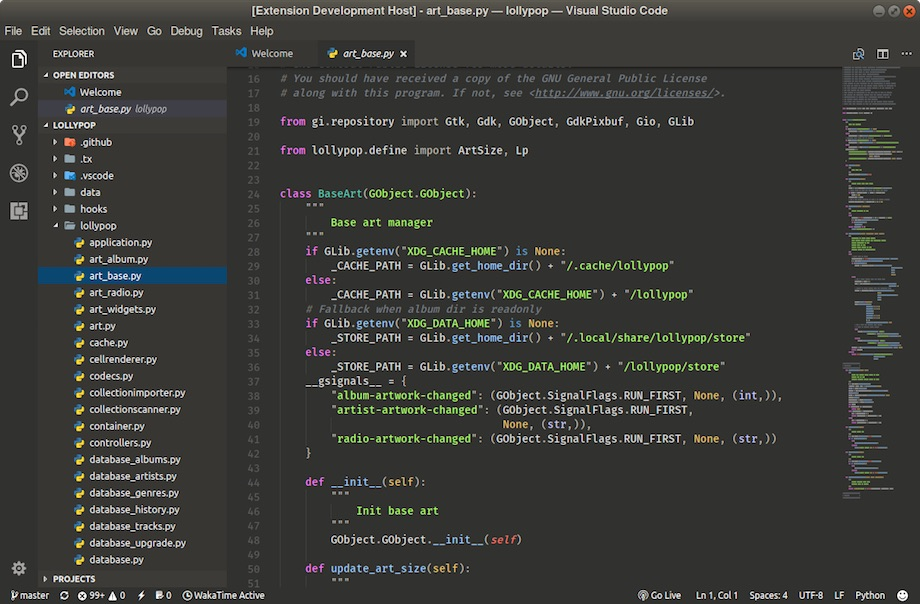 [Extension Development Host] - art_base.py — lollypop — Visual Studio Code
File Edit Selection View Go Debug Tasks Help
EXPLORER
OPEN EDITORS
Welcome
art_base.py lollypop
LOLLYPOP
.github
.tx
.vscode
data
hooks
lollypop
application.py
art_album.py
art_base.py
art_radio.py
art_widgets.py
art.py
cache.py
cellrenderer.py
codecs.py
collectionimporter.py
collectionscanner.py
container.py
controllers.py
database_albums.py
database_artists.py
database_genres.py
database_history.py
database_tracks.py
database_upgrade.py
database.py
PROJECTS
Welcome
art_base.py ×
16 # You should have received a copy of the GNU General Public License
17 # along with this program. If not, see <http://www.gnu.org/licenses/>.
18
19 from gi.repository import Gtk, Gdk, GObject, GdkPixbuf, Gio, GLib
20
21 from lollypop.define import ArtSize, Lp
22
23
24 class BaseArt(GObject.GObject):
25 """
26 Base art manager
27 """
28 if GLib.getenv("XDG_CACHE_HOME") is None:
29 _CACHE_PATH = GLib.get_home_dir() + "/.cache/lollypop"
30 else:
31 _CACHE_PATH = GLib.getenv("XDG_CACHE_HOME") + "/lollypop"
32 # Fallback when album dir is readonly
33 if GLib.getenv("XDG_DATA_HOME") is None:
34 _STORE_PATH = GLib.get_home_dir() + "/.local/share/lollypop/store"
35 else:
36 _STORE_PATH = GLib.getenv("XDG_DATA_HOME") + "/lollypop/store"
37 __gsignals__ = {
38 "album-artwork-changed": (GObject.SignalFlags.RUN_FIRST, None, (int,)),
39 "artist-artwork-changed": (GObject.SignalFlags.RUN_FIRST,
40 None, (str,)),
41 "radio-artwork-changed": (GObject.SignalFlags.RUN_FIRST, None, (str,))
42 }
43
44 def __init__(self):
45 """
46 Init base art
47 """
48 GObject.GObject.__init__(self)
49
50 def update_art_size(self):
51 """
master 99+ 0 0 WakaTime Active
Go Live Ln 1, Col 1 Spaces: 4 UTF-8 LF Python